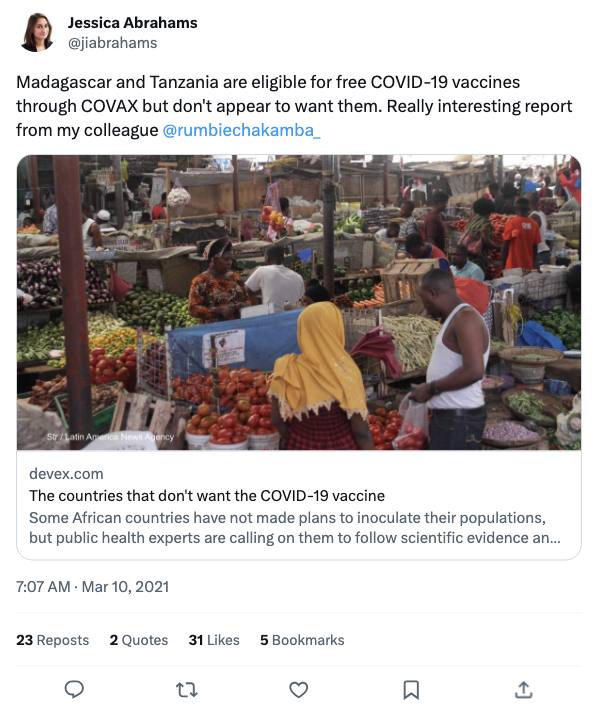 Jessica Abrahams
@jiabrahams
Madagascar and Tanzania are eligible for free COVID-19 vaccines
through COVAX but don't appear to want them. Really interesting report
from my colleague @rumbiechakamba_
Str / Latin America News Agency
devex.com
The countries that don't want the COVID-19 vaccine
Some African countries have not made plans to inoculate their populations,
but public health experts are calling on them to follow scientific evidence an...
7:07 AM · Mar 10, 2021
23 Reposts 2 Quotes 31 Likes 5 Bookmarks